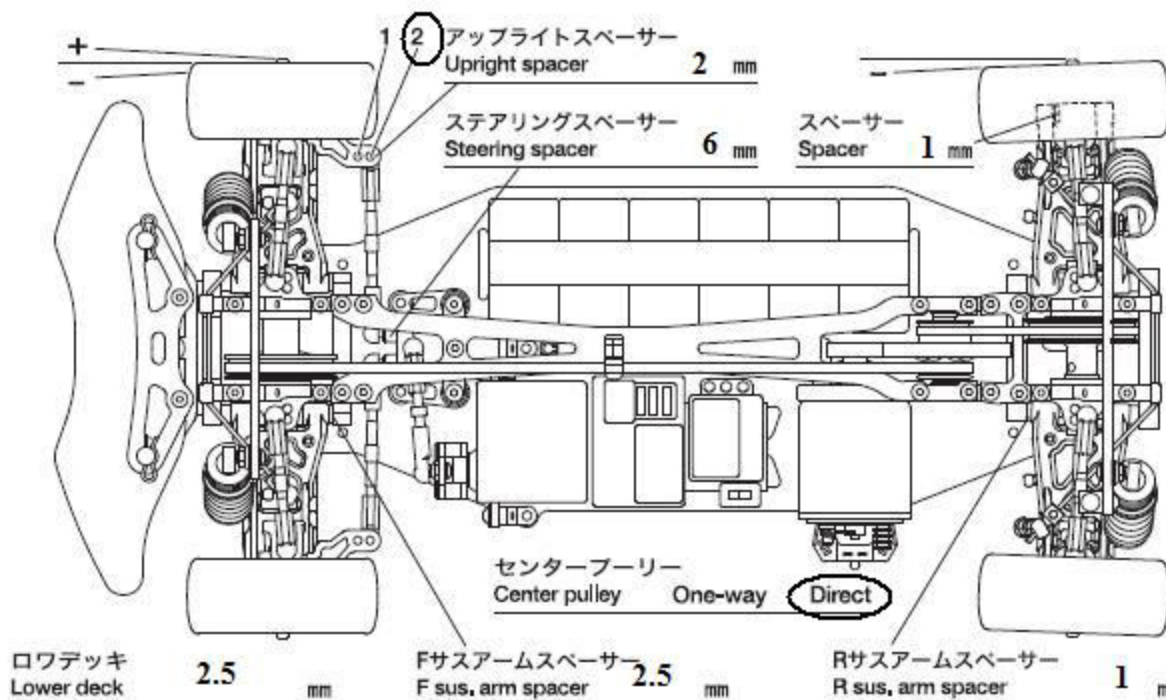 +
−
1 2 アップライトスペーサー
Upright spacer 2 mm
−
ステアリングスペーサー
Steering spacer 6 mm
スペーサー
Spacer 1 mm
センタープーリー
Center pulley One-way Direct
ロワデッキ
Lower deck 2.5 mm
Fサスアームスペーサー
F sus, arm spacer 2.5 mm
Rサスアームスペーサー
R sus, arm spacer 1